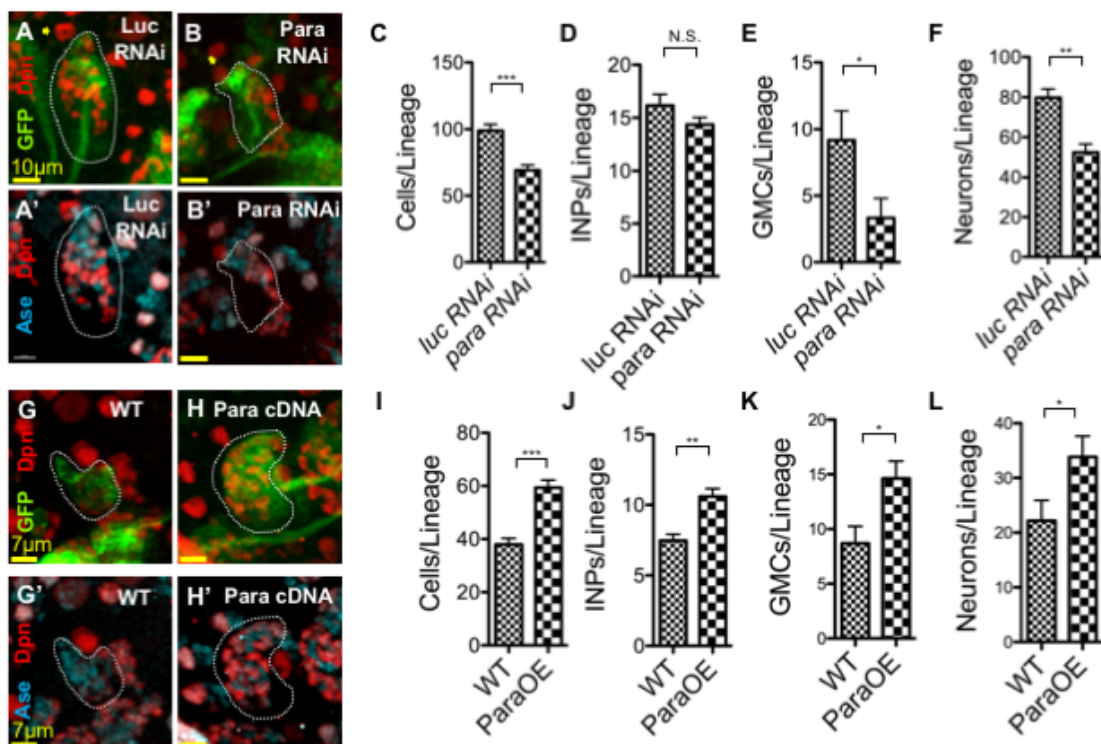 A
Luc
RNAi
GFP Dpn
10μm
B
Para
RNAi
A'
Luc
RNAi
Ase Dpn
B'
Para RNAi
C
***
Cells/Lineage
150
100
50
0
luc RNAi
para RNAi
D
N.S.
INPs/Lineage
20
15
10
5
0
luc RNAi
para RNAi
E
*
GMCs/Lineage
15
10
5
0
luc RNAi
para RNAi
F
**
Neurons/Lineage
100
80
60
40
20
0
luc RNAi
para RNAi
G
WT
GFP Dpn
7μm
H
Para cDNA
G'
WT
Ase Dpn
7μm
H'
Para cDNA
I
***
Cells/Lineage
80
60
40
20
0
WT
ParaOE
J
**
INPs/Lineage
15
10
5
0
WT
ParaOE
K
*
GMCs/Lineage
20
15
10
5
0
WT
ParaOE
L
*
Neurons/Lineage
40
30
20
10
0
WT
ParaOE